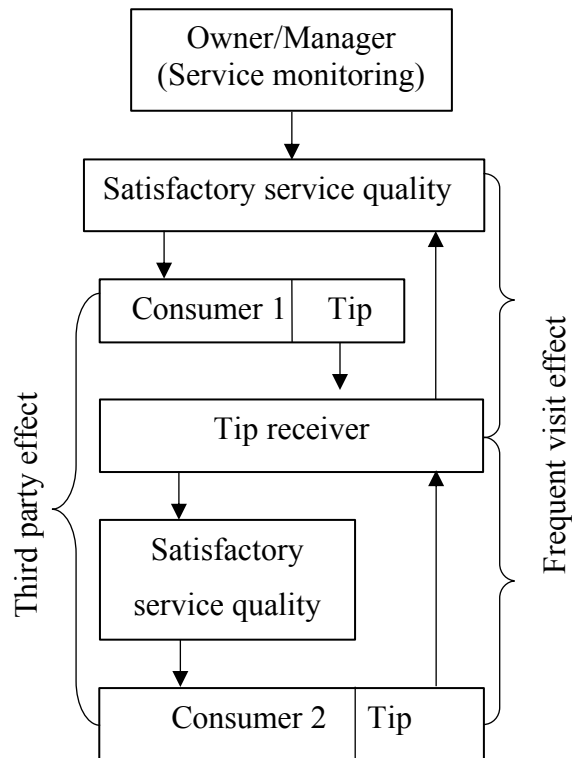 Owner/Manager
(Service monitoring)
Satisfactory service quality
Consumer 1
Tip
Tip receiver
Satisfactory
service quality
Consumer 2
Tip
Third party effect
Frequent visit effect